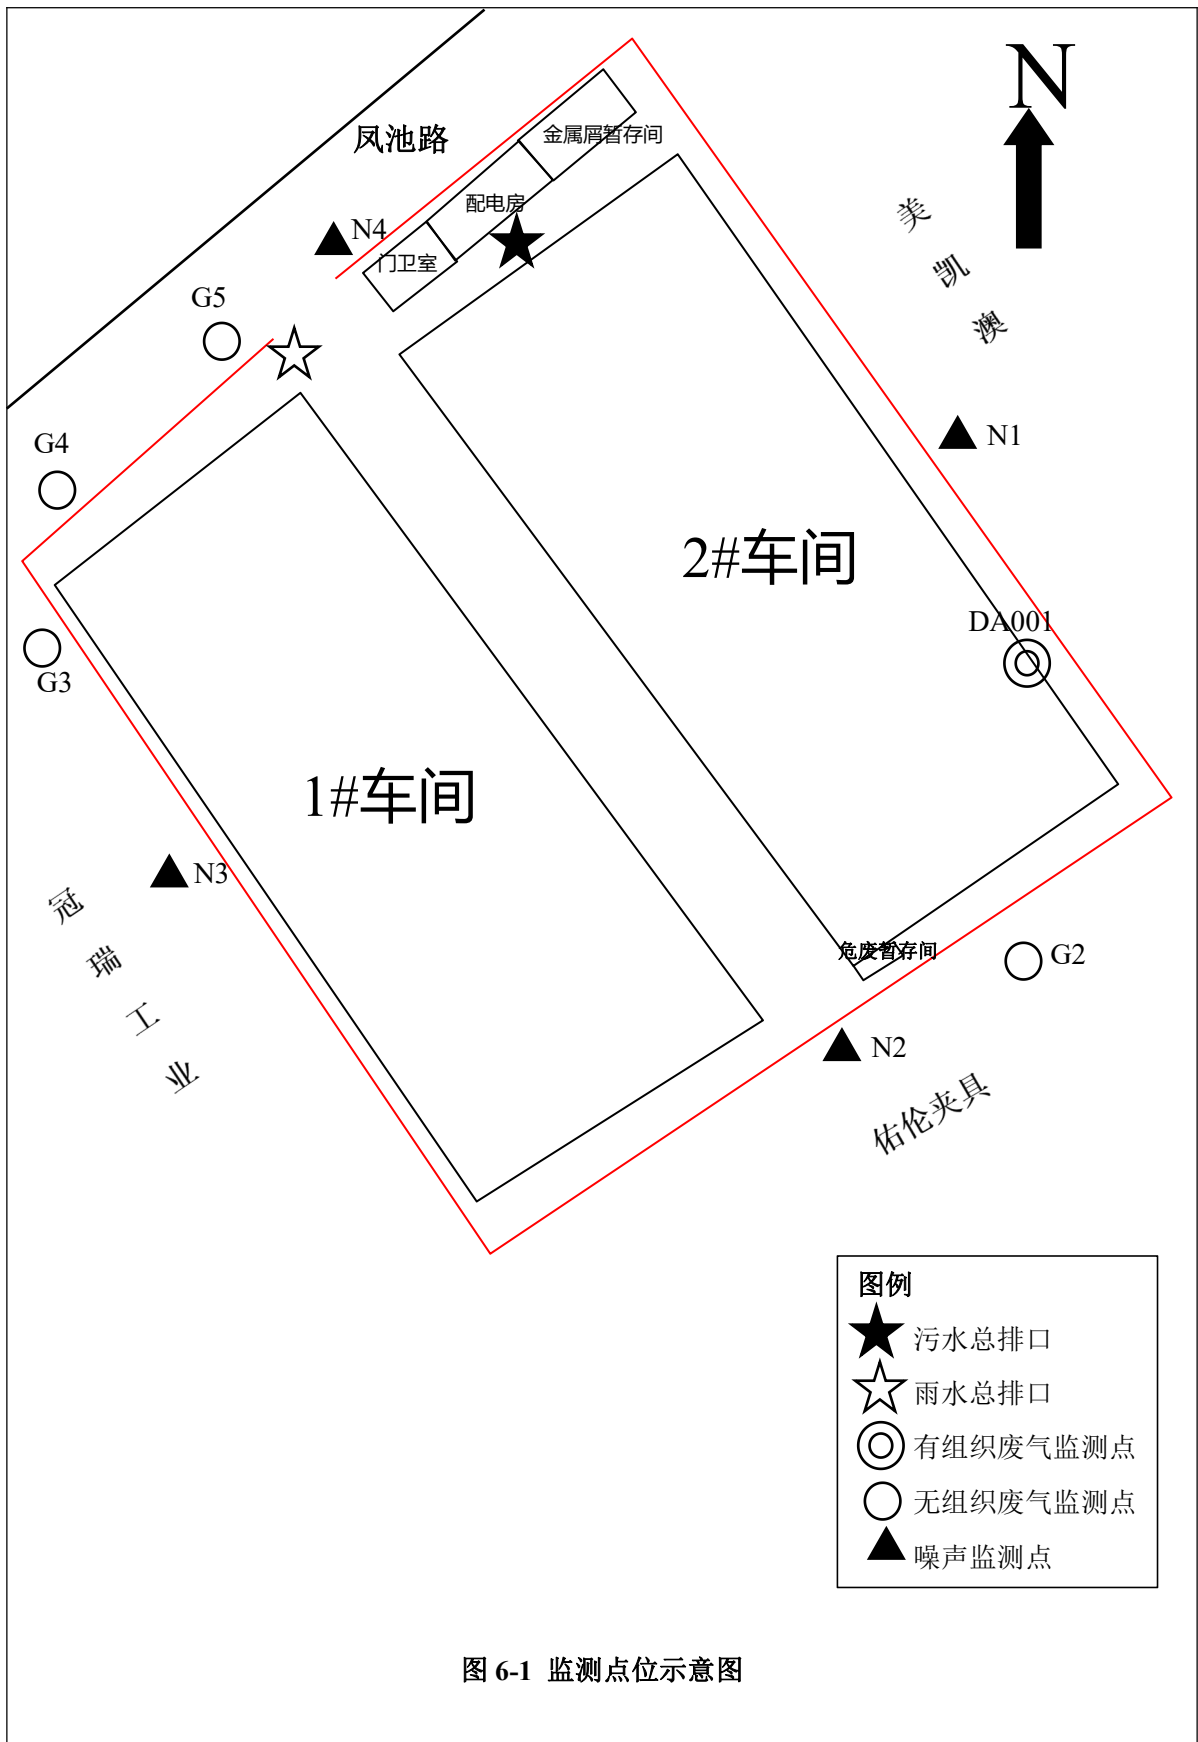 N
凤池路
金属屑暂存间
配电房
门卫室
N4
美凯澳
G5
G4
N1
2#车间
DA001
G3
1#车间
N3
冠瑞工业
危废暂存间
G2
N2
佑伦夹具
图例
污水总排口
雨水总排口
有组织废气监测点
无组织废气监测点
噪声监测点
图 6-1 监测点位示意图